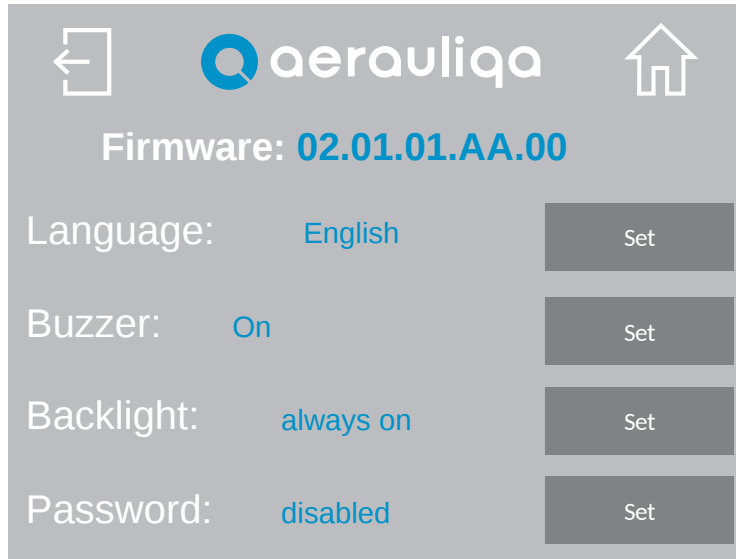 aerauliqa
Firmware: 02.01.01.AA.00
Language: English Set
Buzzer: On Set
Backlight: always on Set
Password: disabled Set